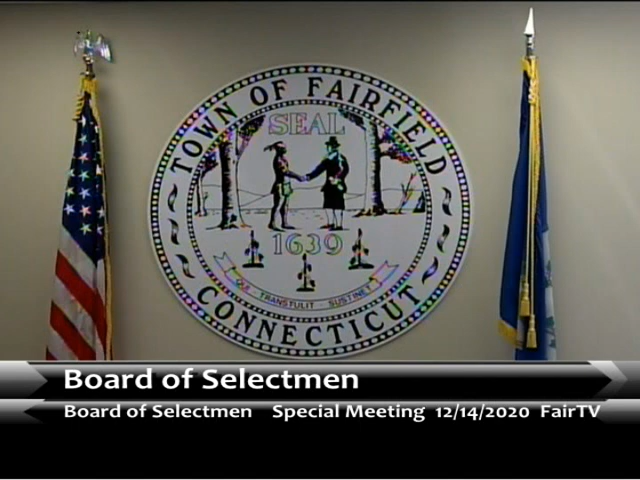 TOWN OF FAIRFIELD
SEAL
1639
QUI TRANSTULIT SUSTINET
CONNECTICUT
Board of Selectmen
Board of Selectmen Special Meeting 12/14/2020 FairTV